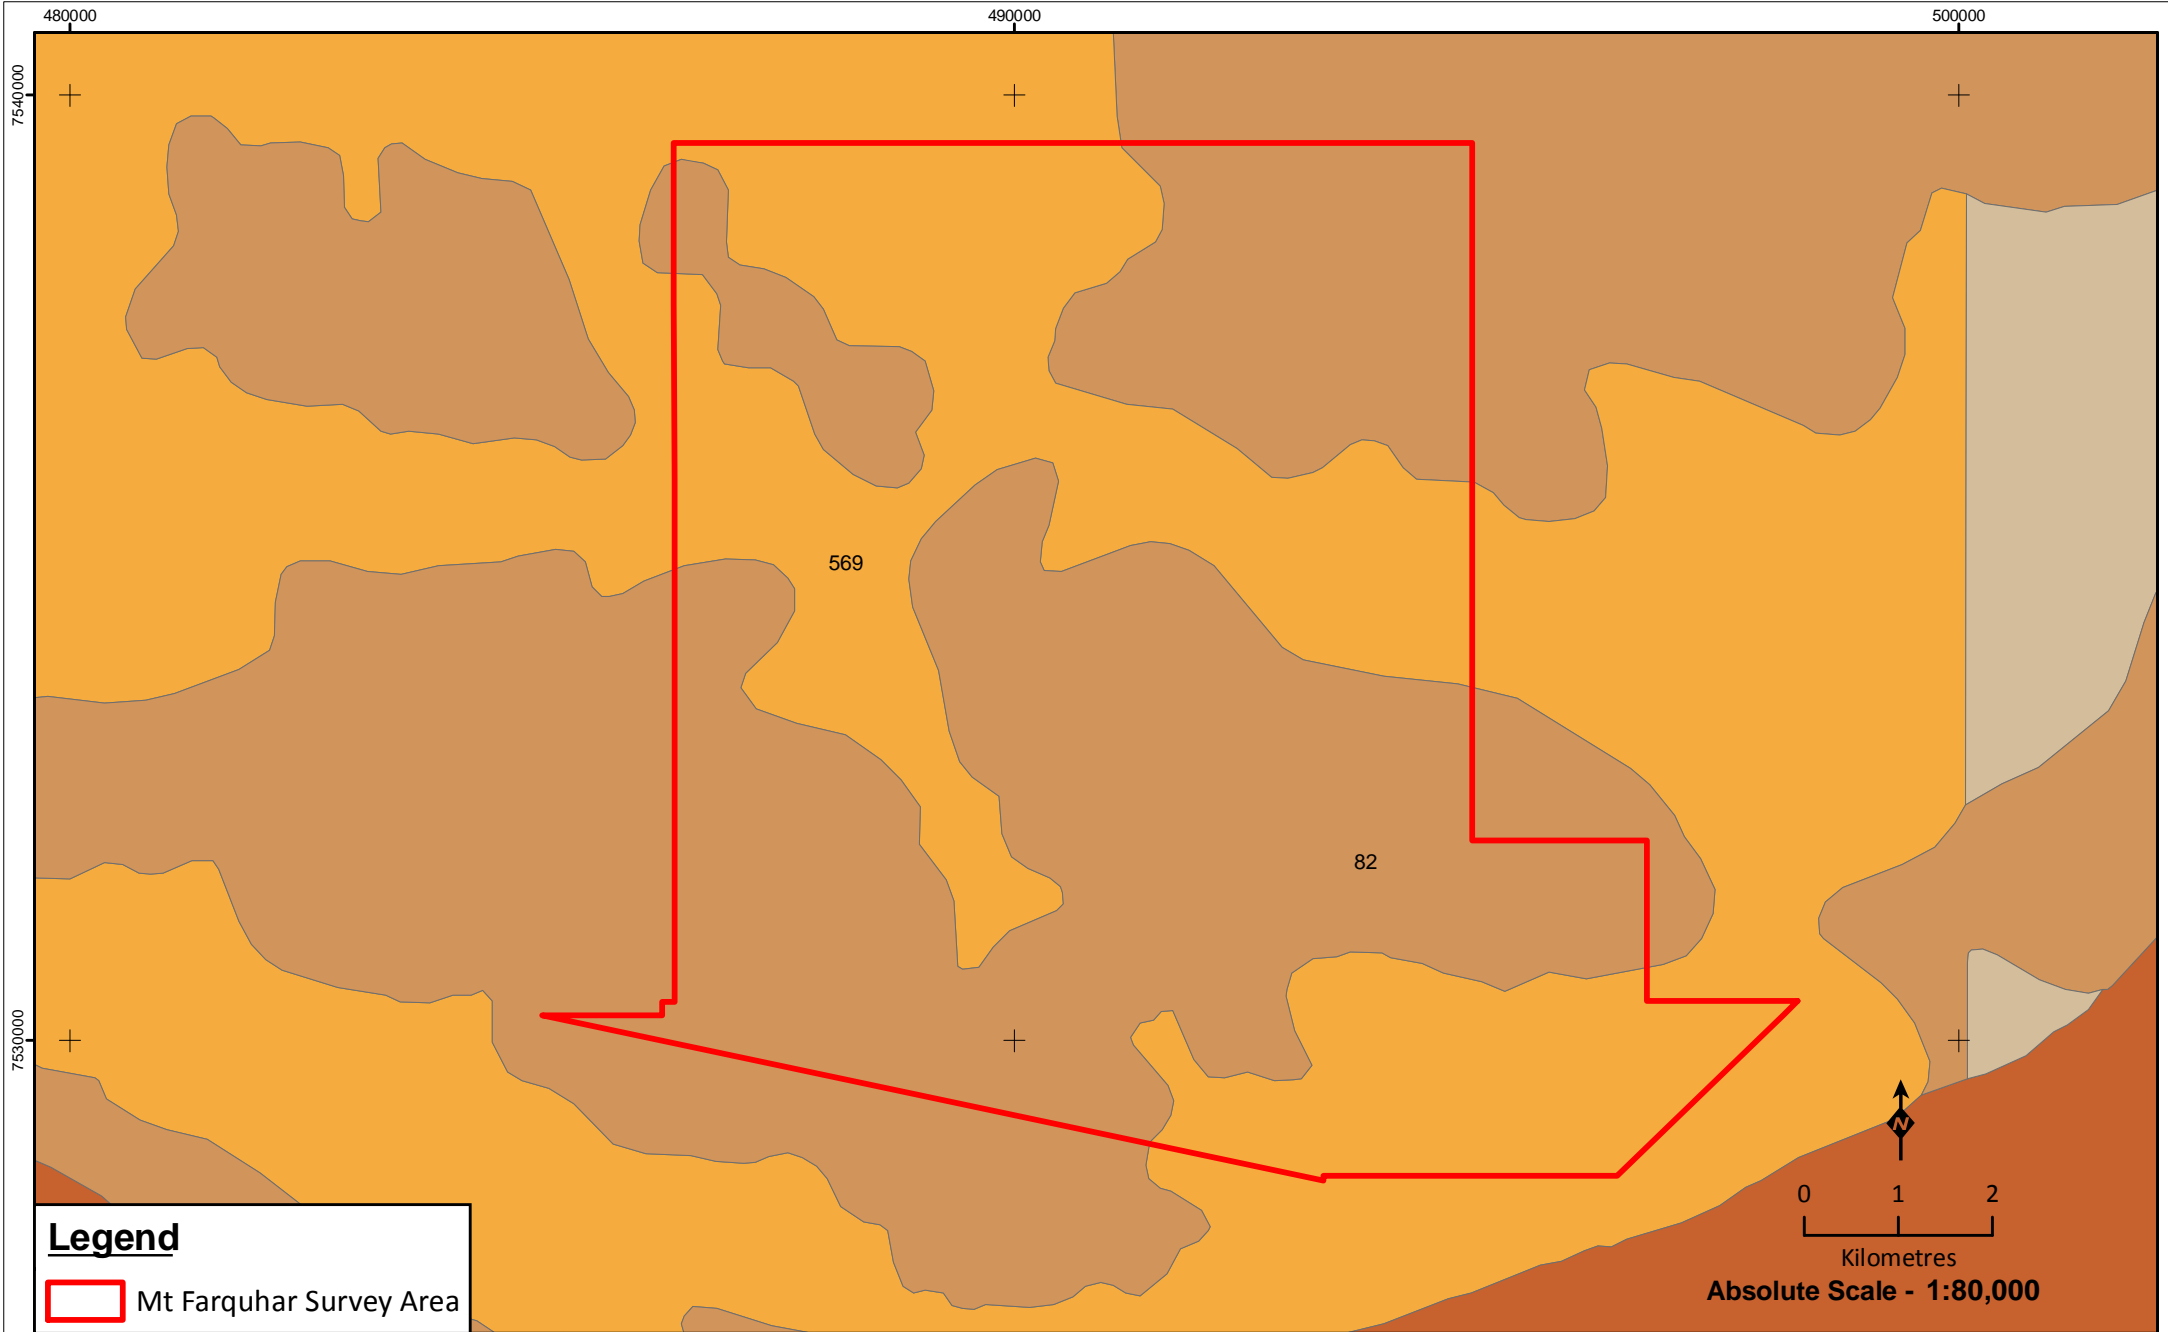 480000
490000
500000
7540000
569
82
7530000
N
0 1 2
Kilometres
Absolute Scale - 1:80,000
Legend
Mt Farquhar Survey Area